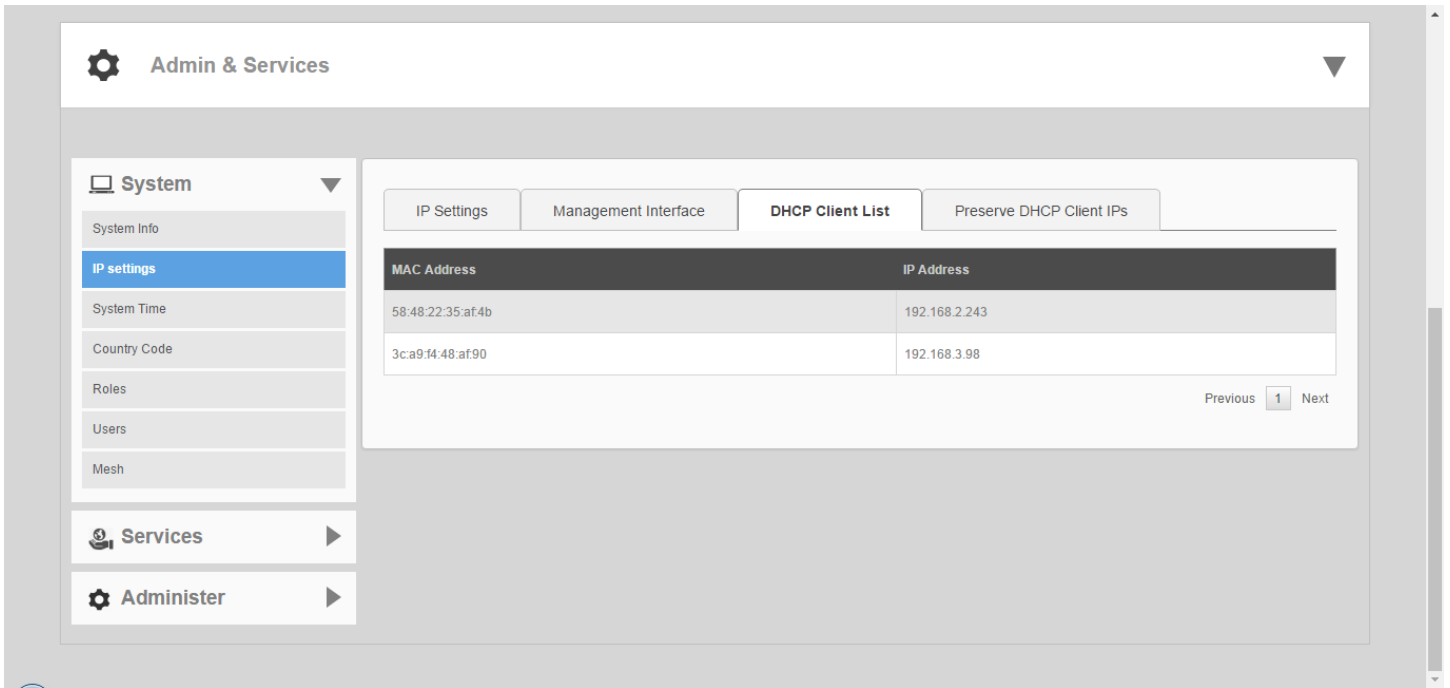 Admin & Services
System
System Info
IP settings
System Time
Country Code
Roles
Users
Mesh
Services
Administer
IP Settings Management Interface DHCP Client List Preserve DHCP Client IPs
MAC Address IP Address
58:48:22:35:af:4b 192.168.2.243
3c:a9:f4:48:af:90 192.168.3.98
Previous 1 Next